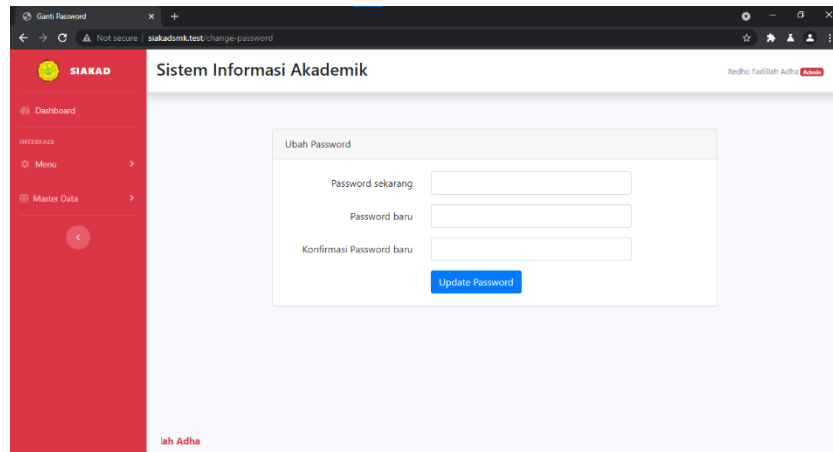 Ganti Password
Not secure | siakadsmk.test/change-password
SIAKAD
Sistem Informasi Akademik
Redho Fadillah Adha Admin
Dashboard
INTERFACE
Menu
Master Data
Ubah Password
Password sekarang
Password baru
Konfirmasi Password baru
Update Password
lah Adha